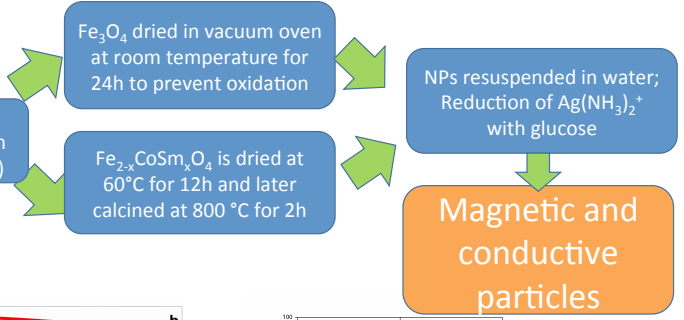 Fe₃O₄ dried in vacuum oven
at room temperature for
24h to prevent oxidation
NPs resuspended in water;
Reduction of Ag(NH₃)₂⁺
with glucose
Fe₂₋ₓCoSmₓO₄ is dried at
60°C for 12h and later
calcined at 800 °C for 2h
Magnetic and
conductive
particles
100